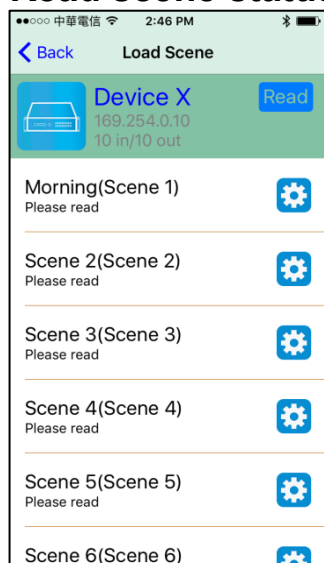 Read Scene Status
中華電信 2:46 PM
Back Load Scene
Device X Read
169.254.0.10
10 in/10 out
Morning(Scene 1)
Please read
Scene 2(Scene 2)
Please read
Scene 3(Scene 3)
Please read
Scene 4(Scene 4)
Please read
Scene 5(Scene 5)
Please read
Scene 6(Scene 6)